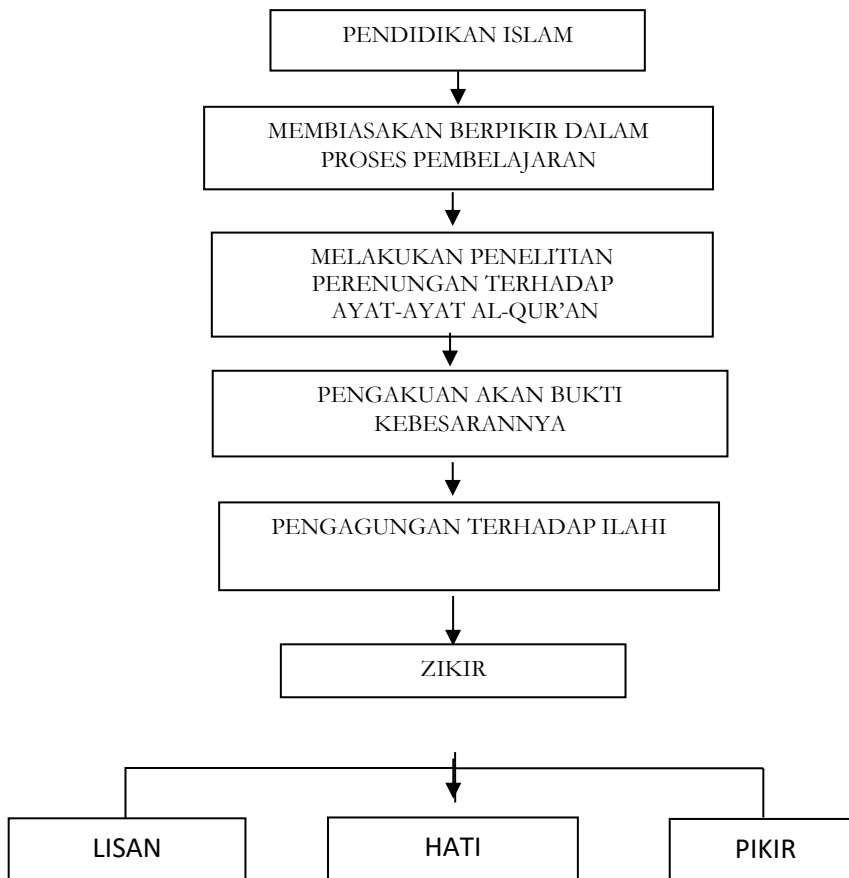 PENDIDIKAN ISLAM
MEMBIASAKAN BERPIKIR DALAM
PROSES PEMBELAJARAN
MELAKUKAN PENELITIAN
PERENUNGAN TERHADAP
AYAT-AYAT AL-QUR’AN
PENGAKUAN AKAN BUKTI
KEBESARANNYA
PENGAGUNGAN TERHADAP ILAHI
ZIKIR
LISAN
HATI
PIKIR